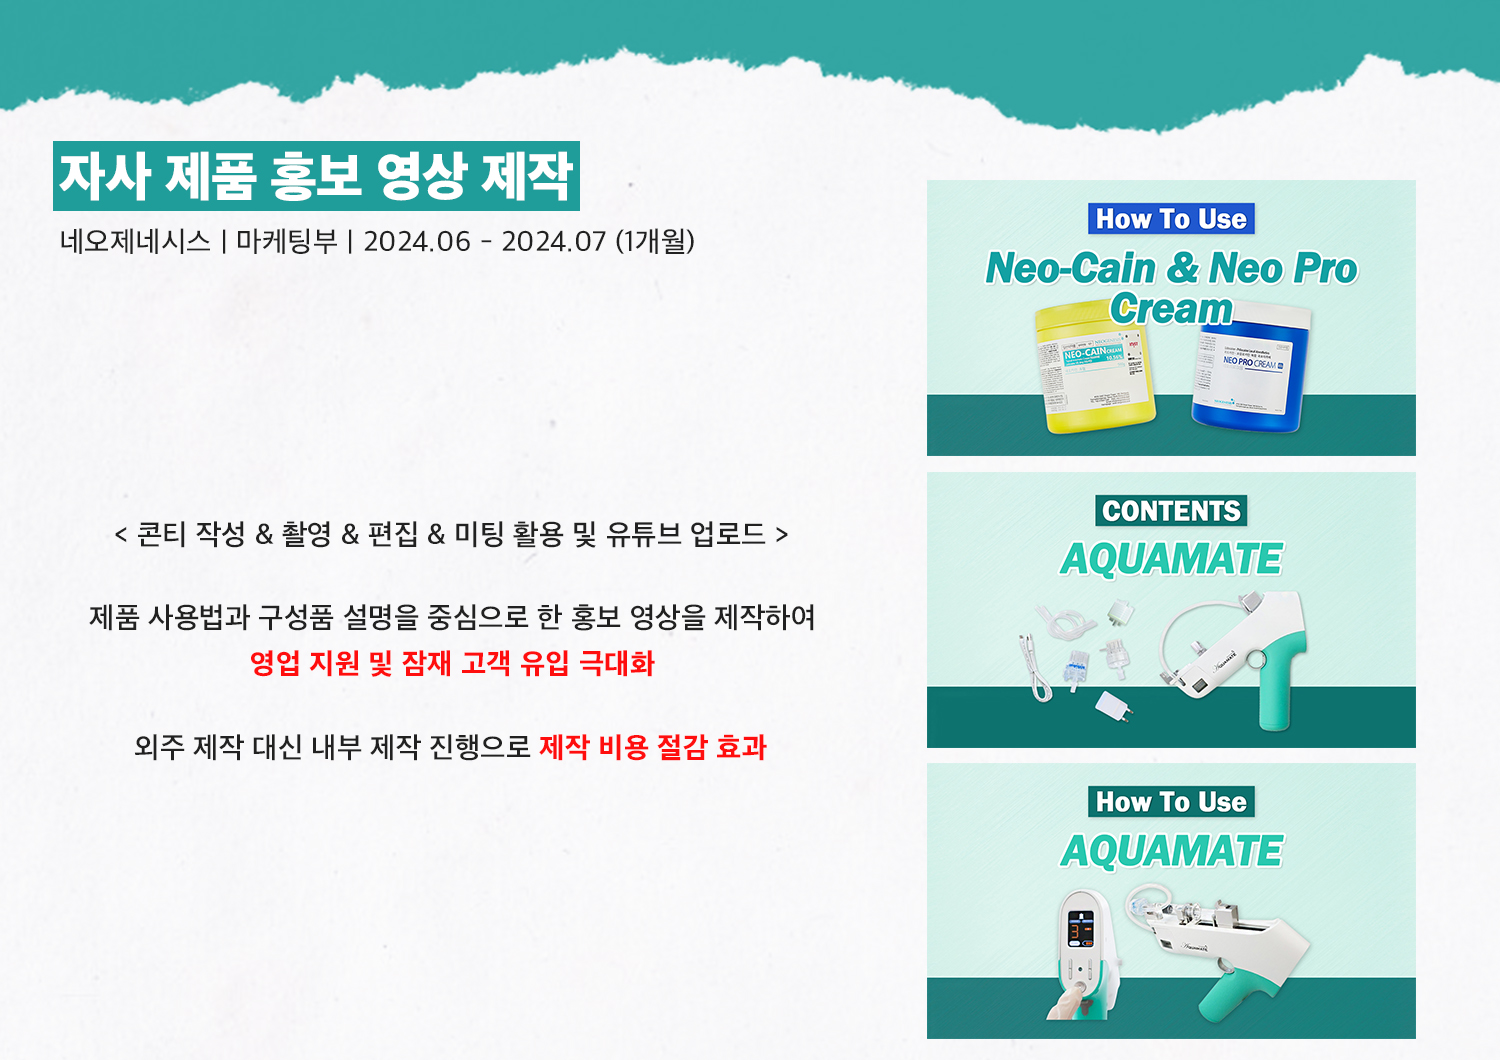 자사 제품 홍보 영상 제작
네오제네시스 | 마케팅부 | 2024.06 - 2024.07 (1개월)
< 콘티 작성 & 촬영 & 편집 & 미팅 활용 및 유튜브 업로드 >
제품 사용법과 구성품 설명을 중심으로 한 홍보 영상을 제작하여
영업 지원 및 잠재 고객 유입 극대화
외주 제작 대신 내부 제작 진행으로 제작 비용 절감 효과
How To Use
Neo-Cain & Neo Pro
Cream
NEO-CAIN CREAM
10.56%
NEO PRO CREAM
CONTENTS
AQUAMATE
AQUAMATE
How To Use
AQUAMATE
3
AQUAMATE